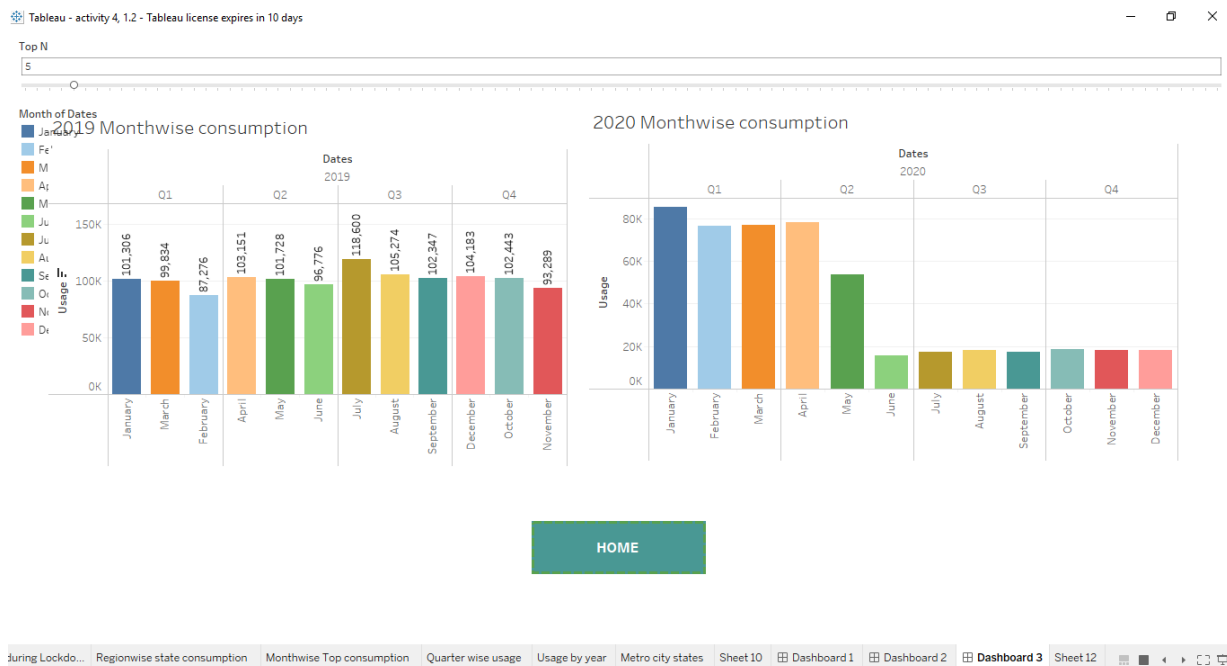 Tableau - activity 4, 1.2 - Tableau license expires in 10 days
Top N
5
Month of Dates
January
2019 Monthwise consumption
Dates
2019
Q1 Q2 Q3 Q4
150K
100K
50K
0K
Usage
101,306 99,834 87,276 103,151 101,728 96,776 118,600 105,274 102,347 104,183 102,443 93,289
January March February April May June July August September December October November
2020 Monthwise consumption
Dates
2020
Q1 Q2 Q3 Q4
80K
60K
40K
20K
0K
Usage
January February March April May June July August September October November December
HOME
during Lockdo... Regionwise state consumption Monthwise Top consumption Quarter wise usage Usage by year Metro city states Sheet 10 Dashboard 1 Dashboard 2 Dashboard 3 Sheet 12